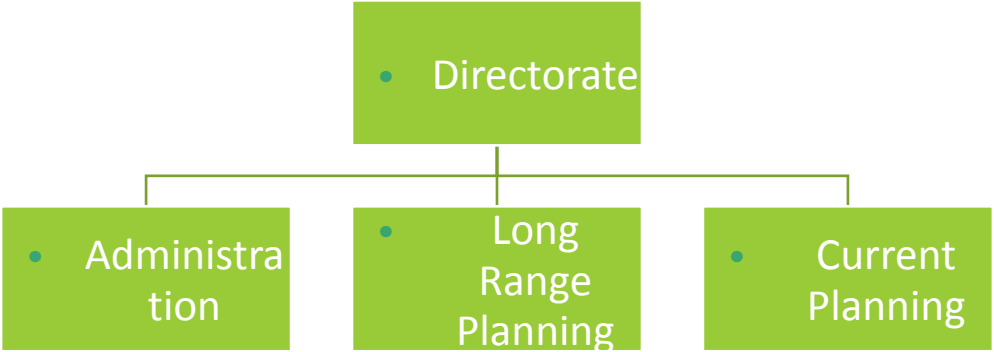 • Directorate
• Administra
tion
• Long
Range
Planning
• Current
Planning